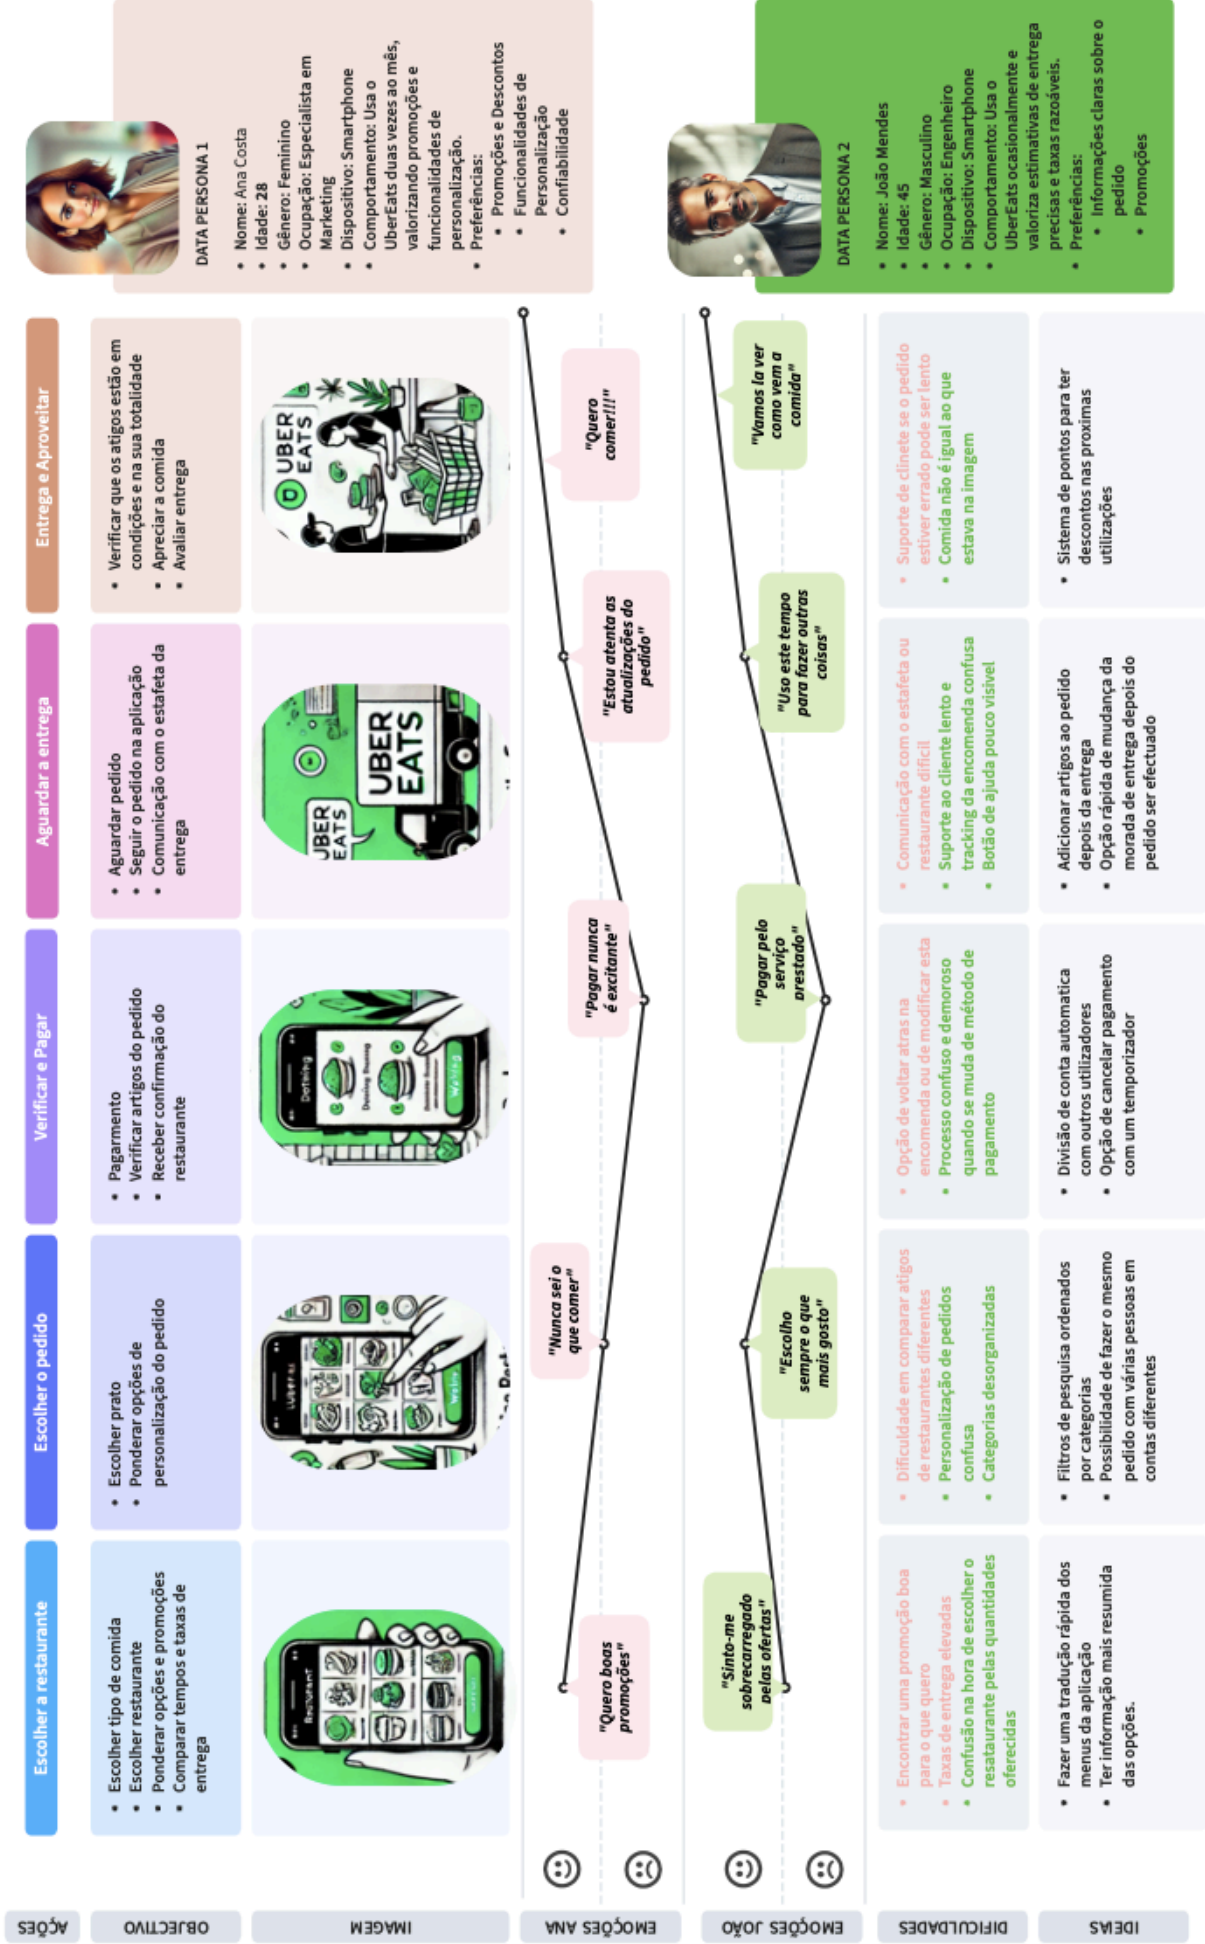 AÇÕES
Escolher a restaurante
Escolher o pedido
Verificar e Pagar
Aguardar a entrega
Entrega e Aproveitar
OBJECTIVO
• Escolher tipo de comida
• Escolher restaurante
• Ponderar opções e promoções
• Comparar tempos e taxas de
entrega
• Escolher prato
• Ponderar opções de
personalização do pedido
• Pagarmento
• Verificar artigos do pedido
• Receber confirmação do
restaurante
• Aguardar pedido
• Seguir o pedido na aplicação
• Comunicação com o estafeta da
entrega
• Verificar que os atigos estão em
condições e na sua totalidade
• Apreciar a comida
• Avaliar entrega
IMAGEM
Dotning
Dotning Donning
Wotning
UBER
EATS
UBER
EATS
UBER
EATS
EMOÇÕES ANA
"Quero boas
promoções"
"Nunca sei o
que comer"
"Pagar nunca
é excitante"
"Estou atenta as
atualizações do
pedido"
"Quero
comer!!!"
EMOÇÕES JOÃO
"Sinto-me
sobrecarregado
pelas ofertas"
"Escolho
sempre o que
mais gosto"
"Pagar pelo
serviço
prestado"
"Uso este tempo
para fazer outras
coisas"
"Vamos la ver
como vem a
comida"
DIFICULDADES
• Encontrar uma promoção boa
para o que quero
• Taxas de entrega elevadas
• Confusão na hora de escolher o
resataurante pelas quantidades
oferecidas
• Dificuldade em comparar atigos
de restaurantes diferentes
• Personalização de pedidos
confusa
• Categorias desorganizadas
• Opção de voltar atras na
encomenda ou de modificar esta
• Processo confuso e demoroso
quando se muda de método de
pagamento
• Comunicação com o estafeta ou
restaurante dificil
• Suporte ao cliente lento e
tracking da encomenda confusa
• Botão de ajuda pouco visivel
• Suporte de clinete se o pedido
estiver errado pode ser lento
• Comida não é igual ao que
estava na imagem
IDEIAS
• Fazer uma tradução rápida dos
menus da aplicação
• Ter informação mais resumida
das opções.
• Filtros de pesquisa ordenados
por categorias
• Possibilidade de fazer o mesmo
pedido com várias pessoas em
contas diferentes
• Divisão de conta automatica
com outros utilizadores
• Opção de cancelar pagamento
com um temporizador
• Adicionar artigos ao pedido
depois da entrega
• Opção rápida de mudança da
morada de entrega depois do
pedido ser efectuado
• Sistema de pontos para ter
descontos nas proximas
utilizações
DATA PERSONA 1
• Nome: Ana Costa
• Idade: 28
• Gênero: Feminino
• Ocupação: Especialista em
Marketing
• Dispositivo: Smartphone
• Comportamento: Usa o
UberEats duas vezes ao mês,
valorizando promoções e
funcionalidades de
personalização.
• Preferências:
• Promoções e Descontos
• Funcionalidades de
Personalização
• Confiabilidade
DATA PERSONA 2
• Nome: João Mendes
• Idade: 45
• Gênero: Masculino
• Ocupação: Engenheiro
• Dispositivo: Smartphone
• Comportamento: Usa o
UberEats ocasionalmente e
valoriza estimativas de entrega
precisas e taxas razoáveis.
• Preferências:
• Informações claras sobre o
pedido
• Promoções